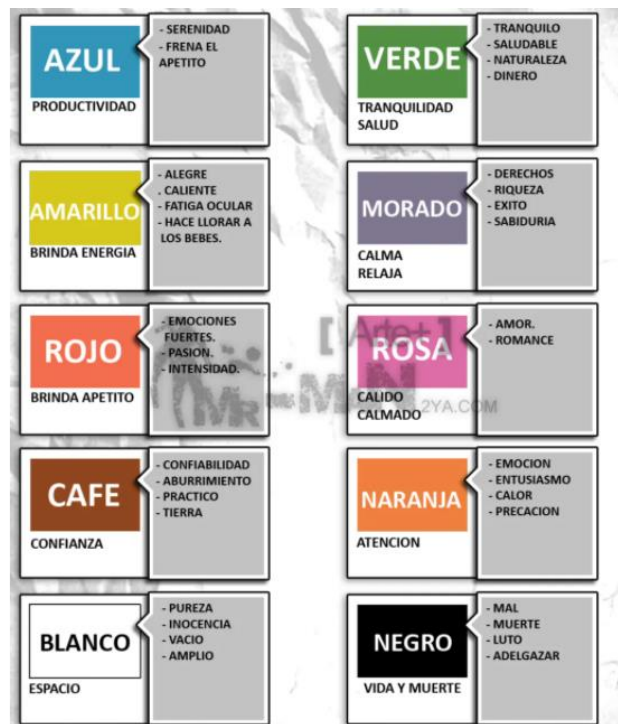 AZUL
PRODUCTIVIDAD
- SERENIDAD
- FRENA EL
APETITO
VERDE
TRANQUILIDAD
SALUD
- TRANQUILO
- SALUDABLE
- NATURALEZA
- DINERO
AMARILLO
BRINDA ENERGIA
- ALEGRE
. CALIENTE
- FATIGA OCULAR
- HACE LLORAR A
LOS BEBES.
MORADO
CALMA
RELAJA
- DERECHOS
- RIQUEZA
- EXITO
- SABIDURIA
ROJO
BRINDA APETITO
- EMOCIONES
FUERTES.
- PASION.
- INTENSIDAD.
ROSA
CALIDO
CALMADO
- AMOR.
- ROMANCE
[Arte+]
2YA.COM
CAFE
CONFIANZA
- CONFIABILIDAD
- ABURRIMIENTO
- PRACTICO
- TIERRA
NARANJA
ATENCION
- EMOCION
- ENTUSIASMO
- CALOR
- PRECACION
BLANCO
ESPACIO
- PUREZA
- INOCENCIA
- VACIO
- AMPLIO
NEGRO
VIDA Y MUERTE
- MAL
- MUERTE
- LUTO
- ADELGAZAR